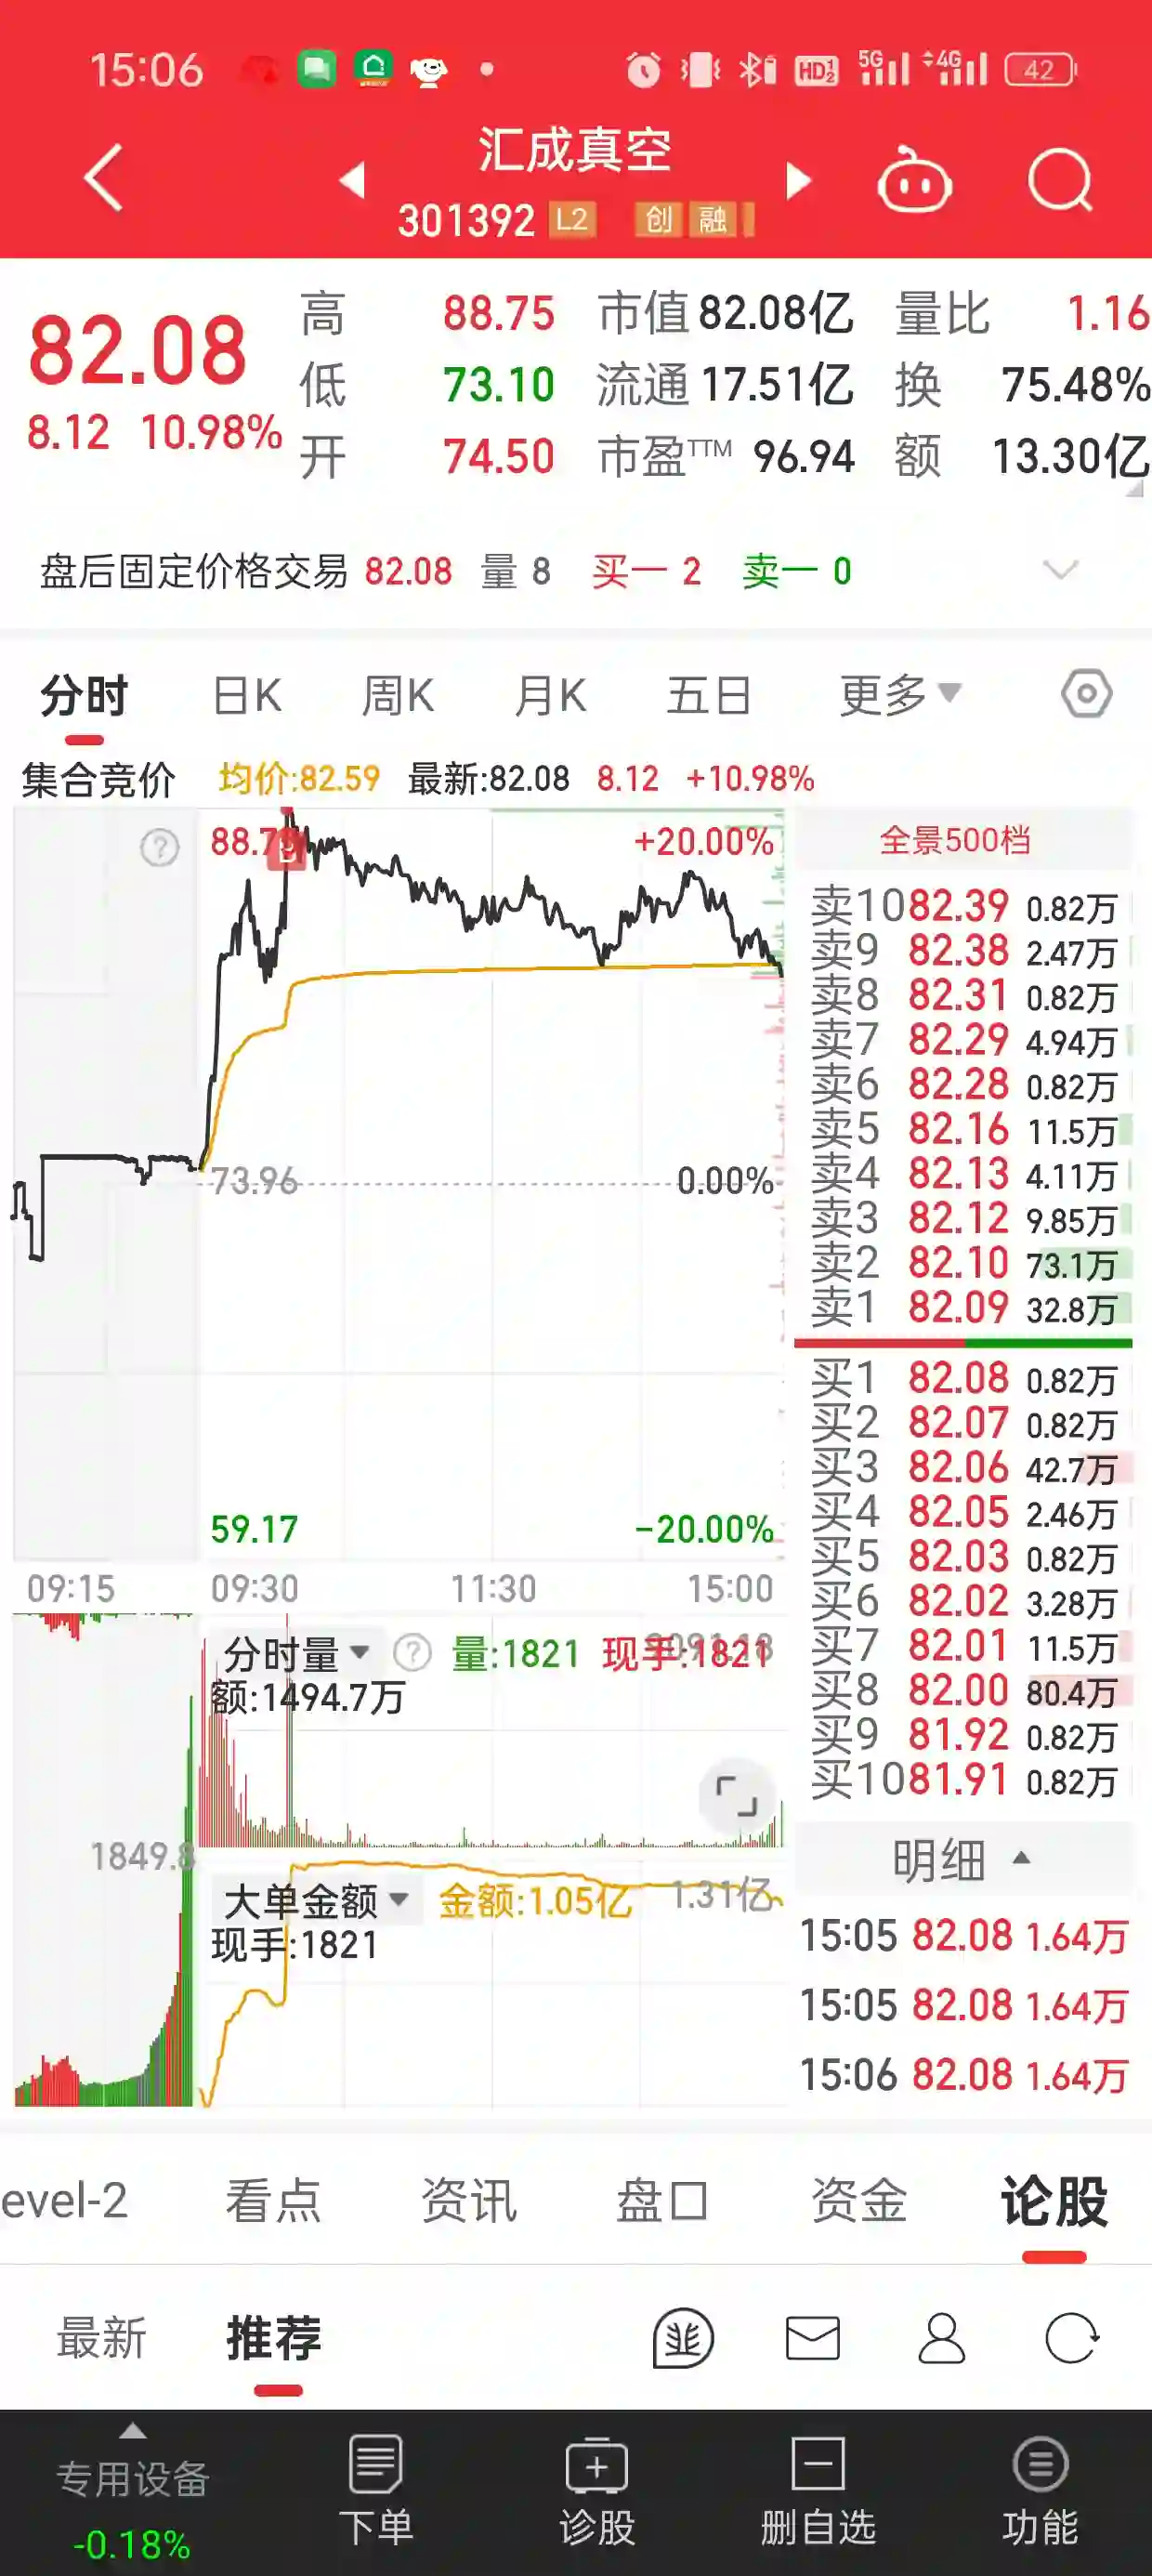 15:06 HD 5G 4G 42
汇成真空
301392 L2 创 融
82.08
8.12 10.98%
高 88.75 市值 82.08亿 量比 1.16
低 73.10 流通 17.51亿 换 75.48%
开 74.50 市盈TTM 96.94 额 13.30亿
盘后固定价格交易 82.08 量 8 买一 2 卖一 0
分时 日K 周K 月K 五日 更多
集合竞价 均价:82.59 最新:82.08 8.12 +10.98%
88.7 +20.00%
73.96 0.00%
59.17 -20.00%
09:15 09:30 11:30 15:00
全景500档
卖10 82.39 0.82万
卖9 82.38 2.47万
卖8 82.31 0.82万
卖7 82.29 4.94万
卖6 82.28 0.82万
卖5 82.16 11.5万
卖4 82.13 4.11万
卖3 82.12 9.85万
卖2 82.10 73.1万
卖1 82.09 32.8万
买1 82.08 0.82万
买2 82.07 0.82万
买3 82.06 42.7万
买4 82.05 2.46万
买5 82.03 0.82万
买6 82.02 3.28万
买7 82.01 11.5万
买8 82.00 80.4万
买9 81.92 0.82万
买10 81.91 0.82万
分时量 量:1821 现手:1821
额:1494.7万
1849.8
大单金额 金额:1.05亿 1.31亿
现手:1821
明细
15:05 82.08 1.64万
15:05 82.08 1.64万
15:06 82.08 1.64万
evel-2 看点 资讯 盘口 资金 论股
最新 推荐
专用设备 下单 诊股 删自选 功能
-0.18%